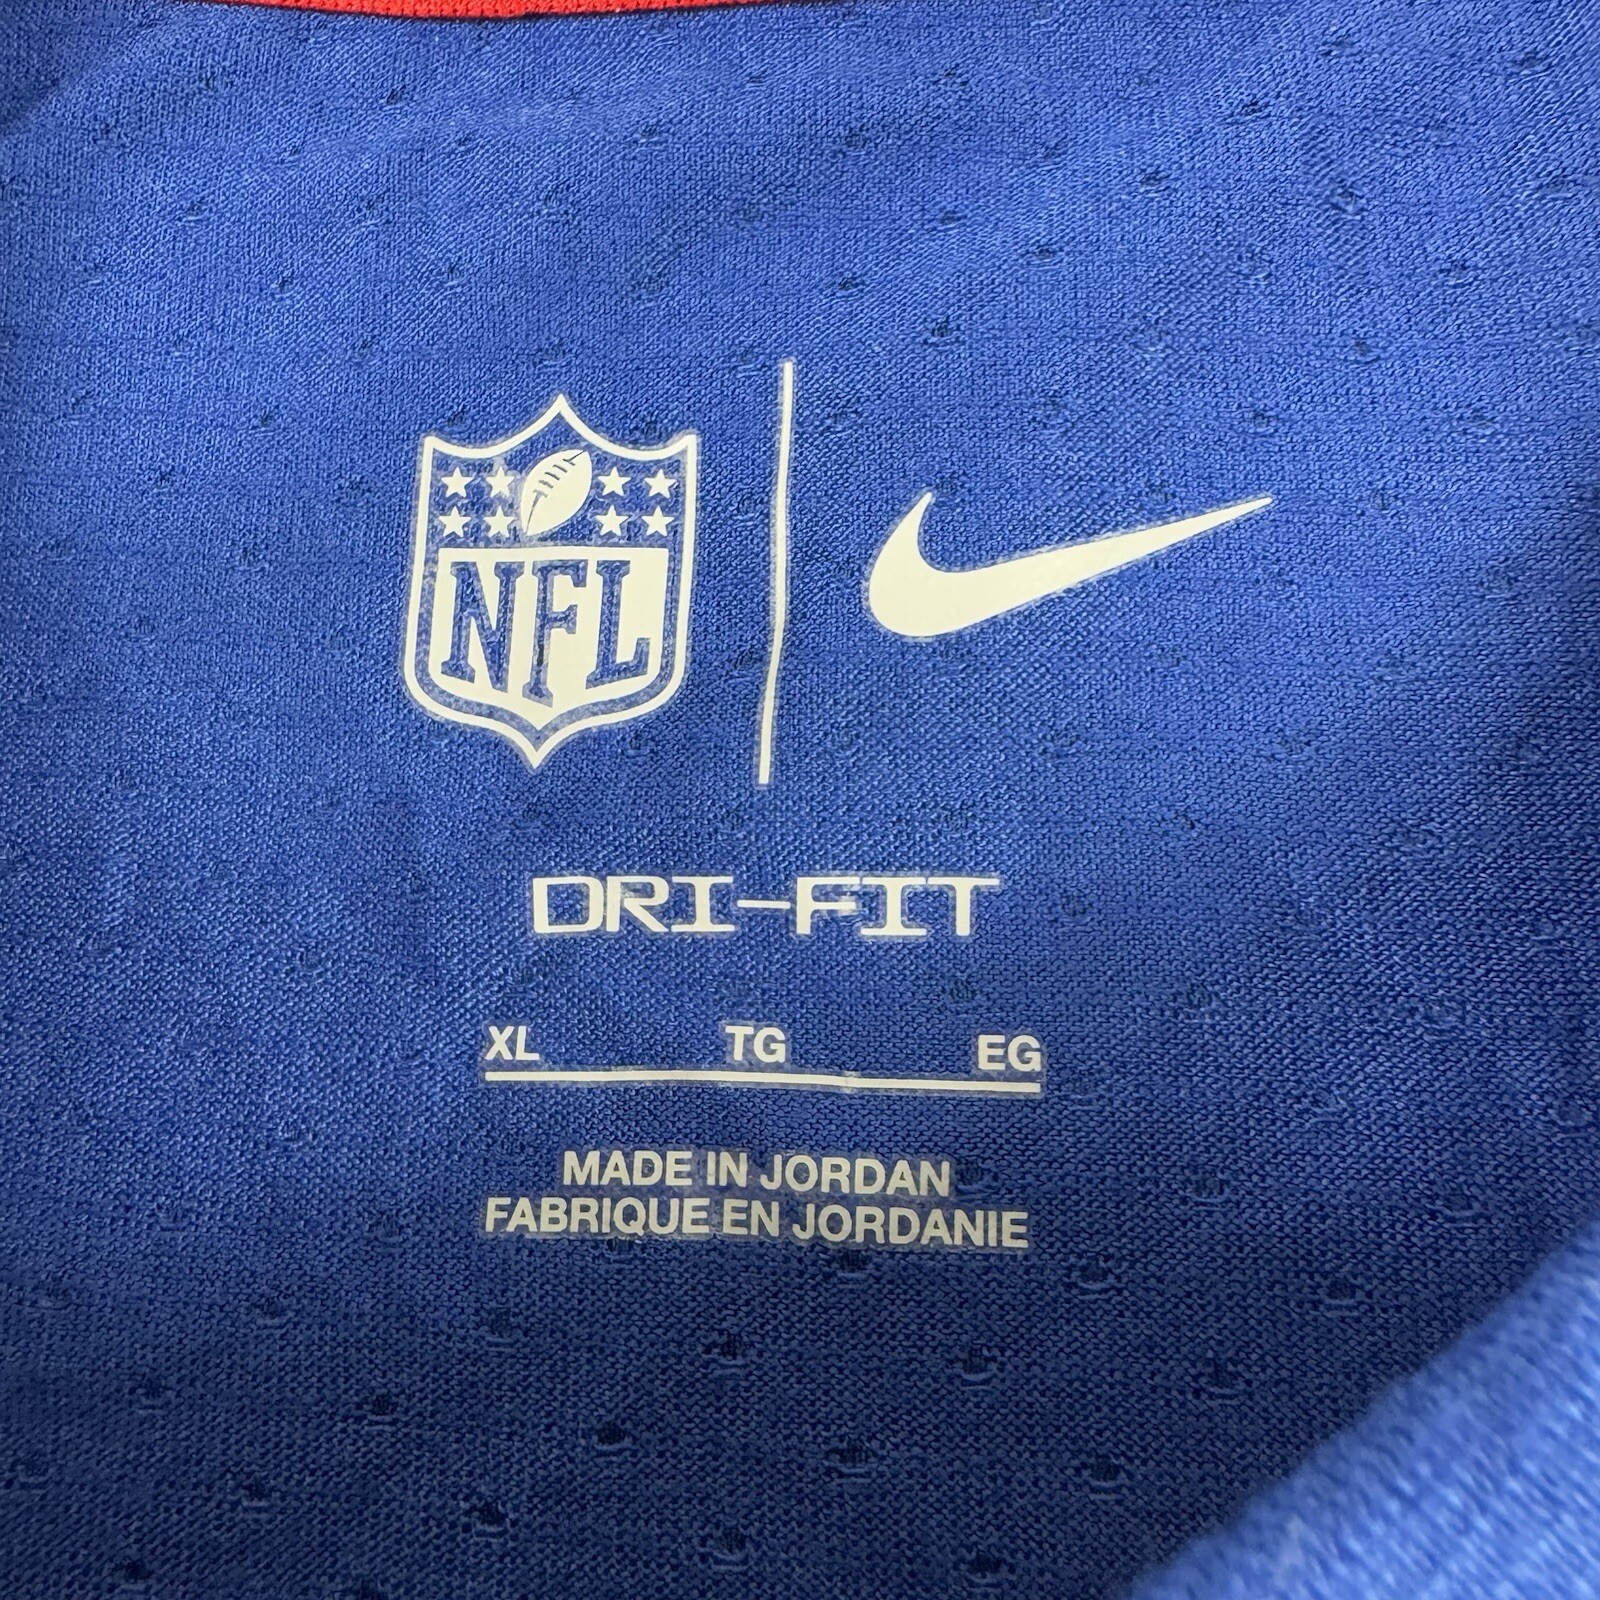 NFL
DRI-FIT
XL TG EG
MADE IN JORDAN
FABRIQUE EN JORDANIE